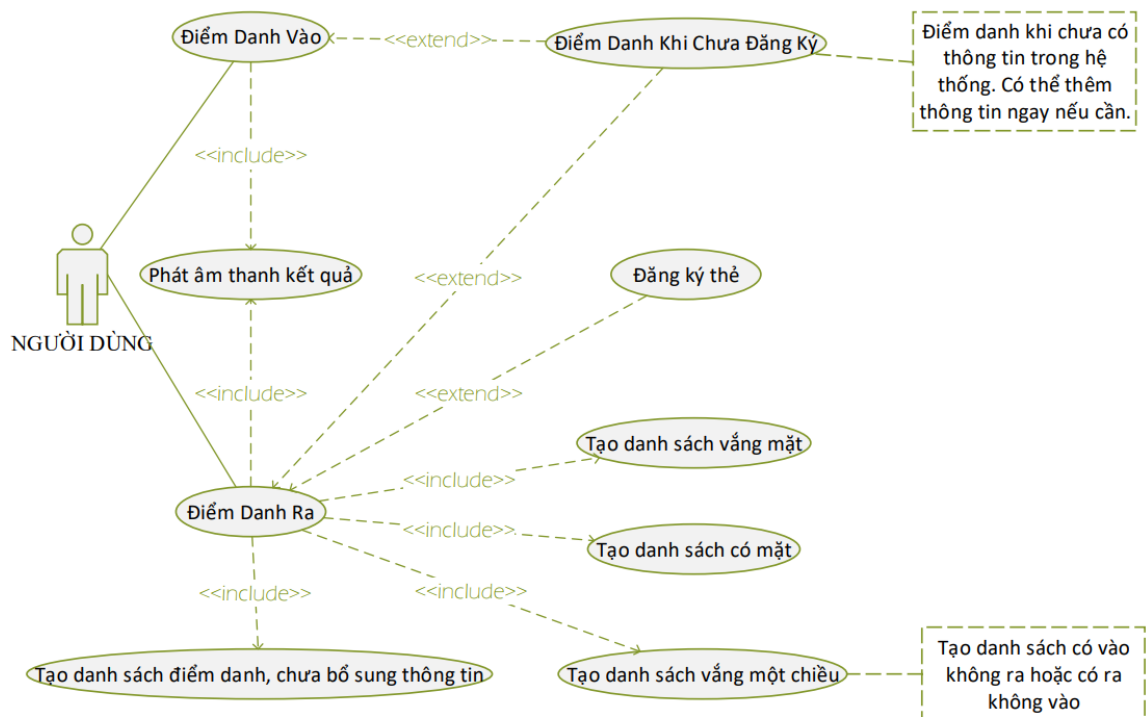 Điểm Danh Vào
<<extend>>
Điểm Danh Khi Chưa Đăng Ký
Điểm danh khi chưa có
thông tin trong hệ
thống. Có thể thêm
thông tin ngay nếu cần.
<<include>>
Phát âm thanh kết quả
<<extend>>
Đăng ký thẻ
NGƯỜI DÙNG
<<include>>
<<extend>>
Tạo danh sách vắng mặt
<<include>>
Điểm Danh Ra
<<include>>
Tạo danh sách có mặt
<<include>>
<<include>>
Tạo danh sách điểm danh, chưa bổ sung thông tin
Tạo danh sách vắng một chiều
Tạo danh sách có vào
không ra hoặc có ra
không vào